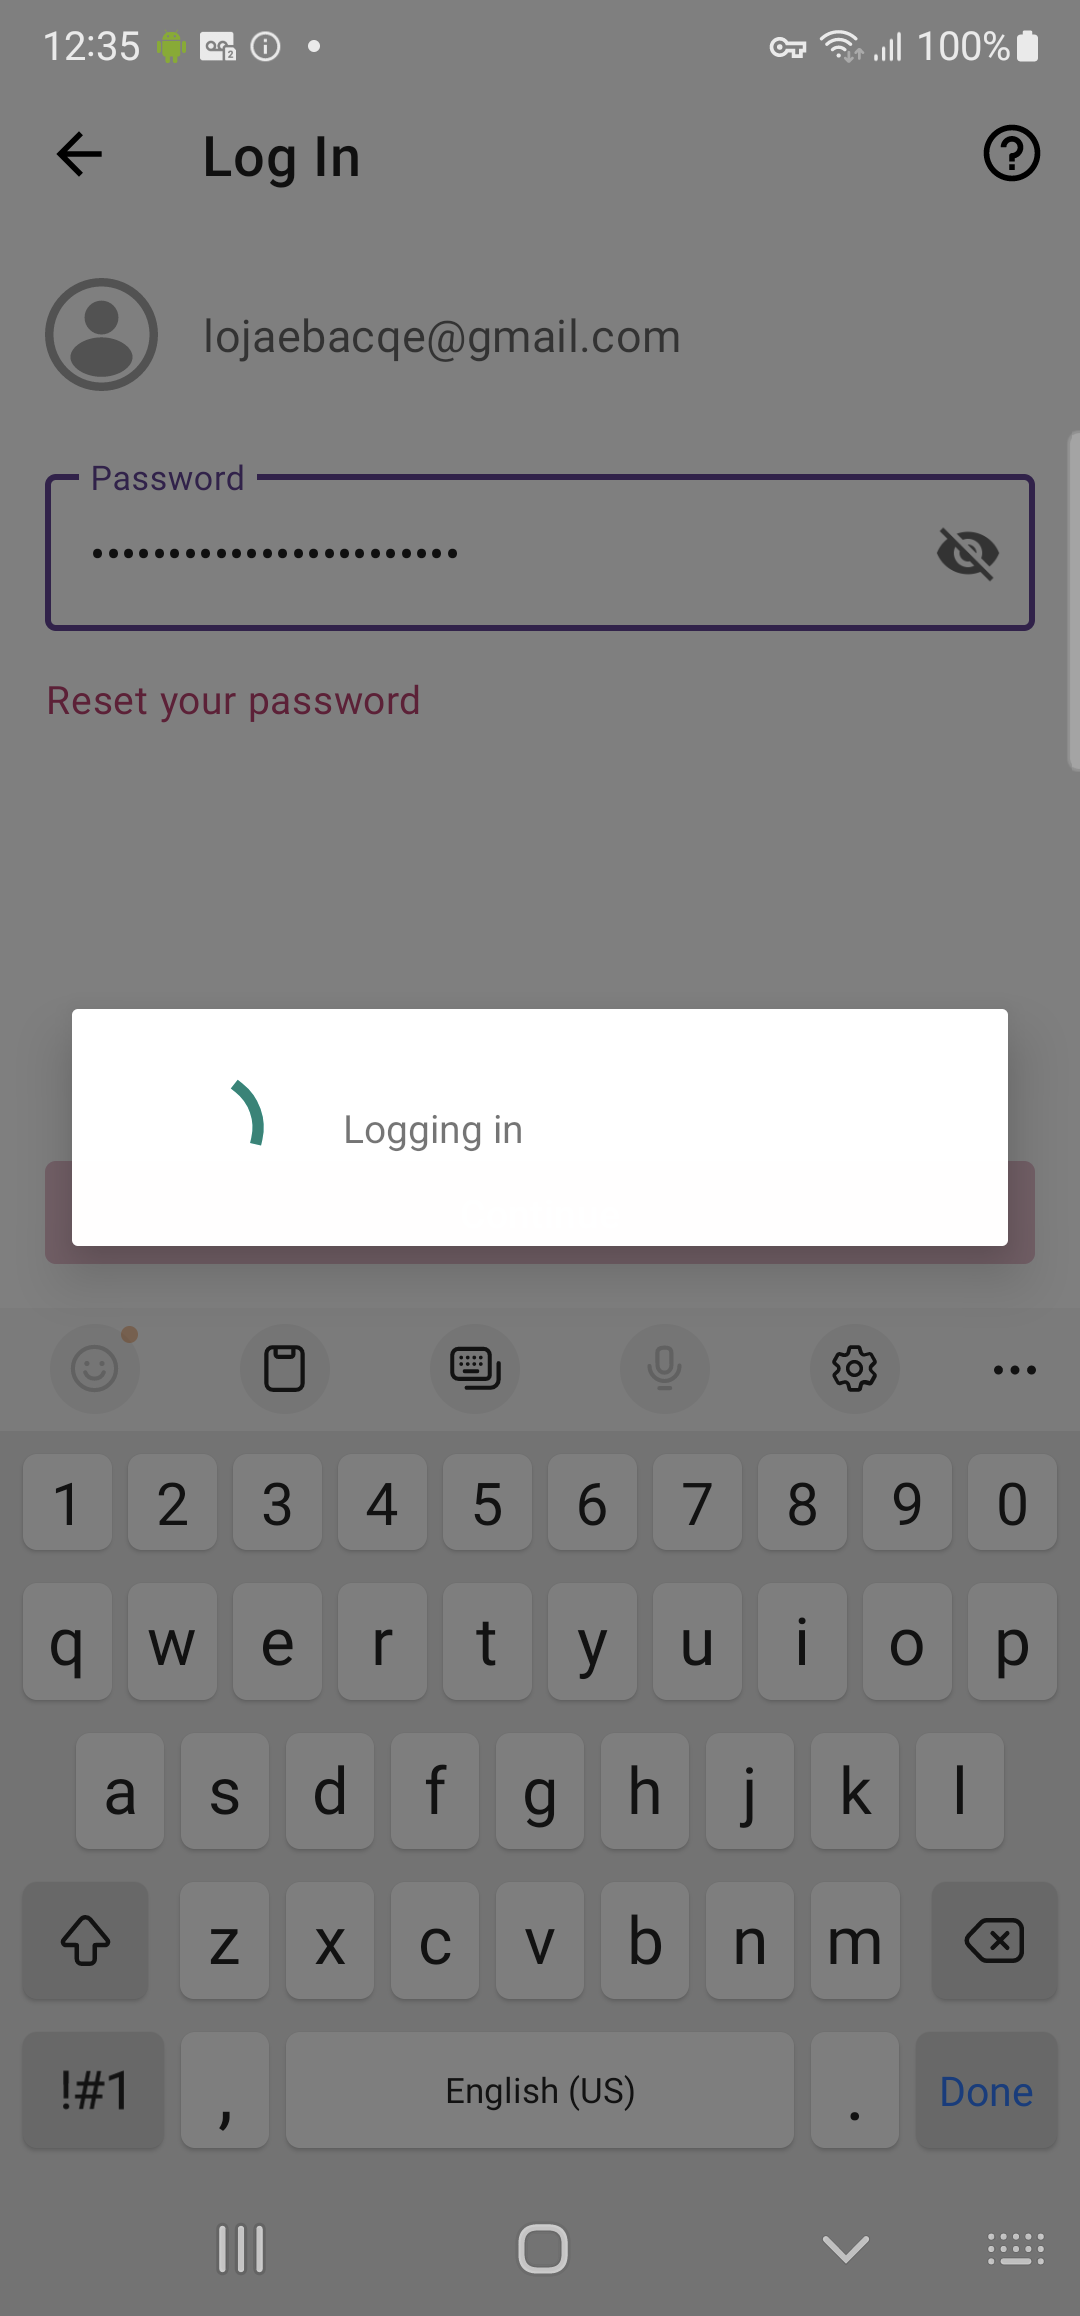 12:35
100%
Log In
lojaebacqe@gmail.com
Password
••••••••••••••••••••••••
Reset your password
Logging in
1 2 3 4 5 6 7 8 9 0
q w e r t y u i o p
a s d f g h j k l
z x c v b n m
!#1 , English (US) . Done